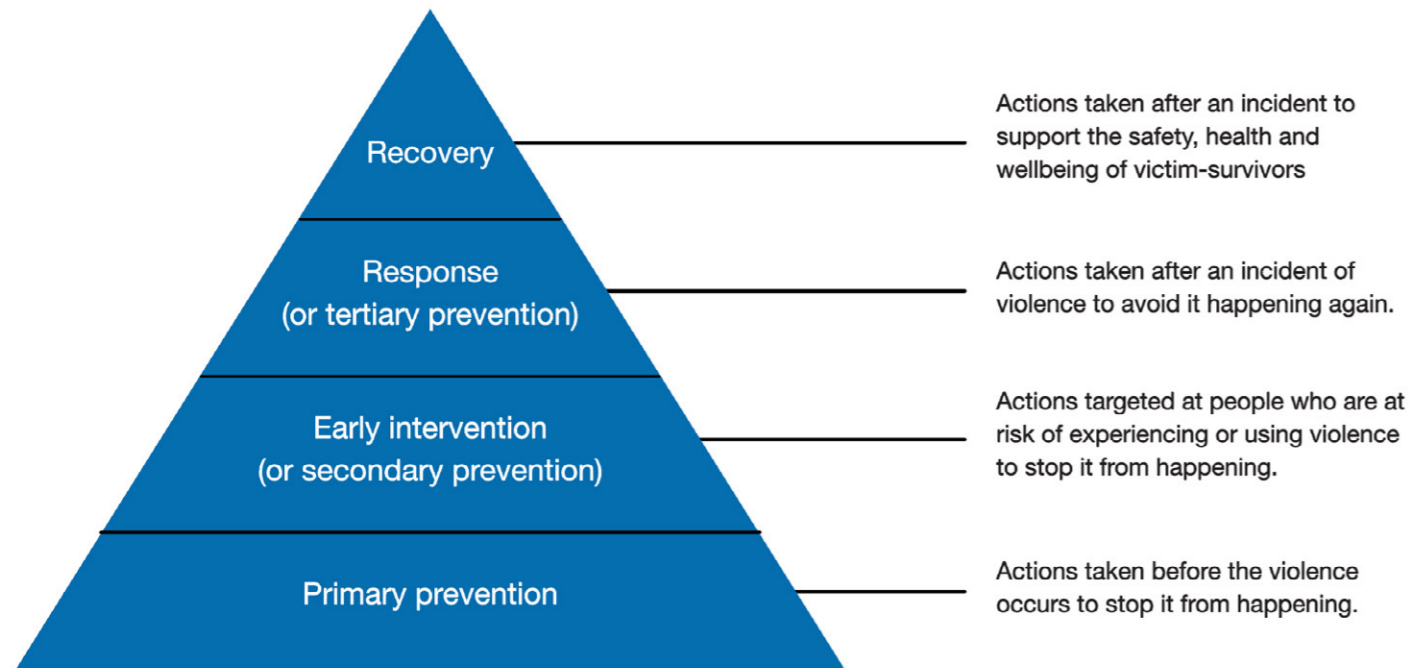 Recovery
Actions taken after an incident to
support the safety, health and
wellbeing of victim-survivors
Response
(or tertiary prevention)
Actions taken after an incident of
violence to avoid it happening again.
Early intervention
(or secondary prevention)
Actions targeted at people who are at
risk of experiencing or using violence
to stop it from happening.
Primary prevention
Actions taken before the violence
occurs to stop it from happening.